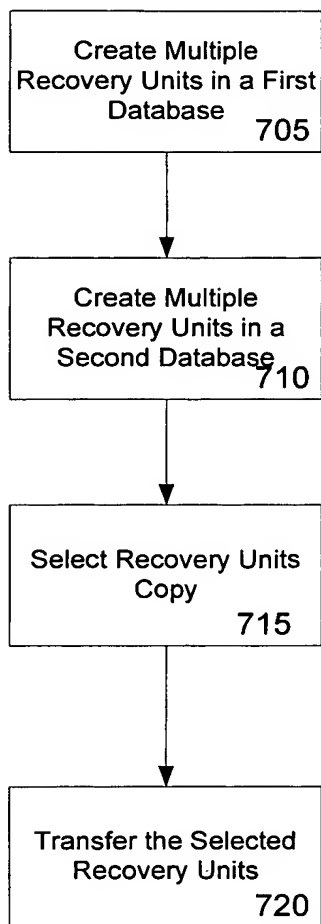 Create Multiple
Recovery Units in a First
Database
705
Create Multiple
Recovery Units in a
Second Database
710
Select Recovery Units
Copy
715
Transfer the Selected
Recovery Units
720